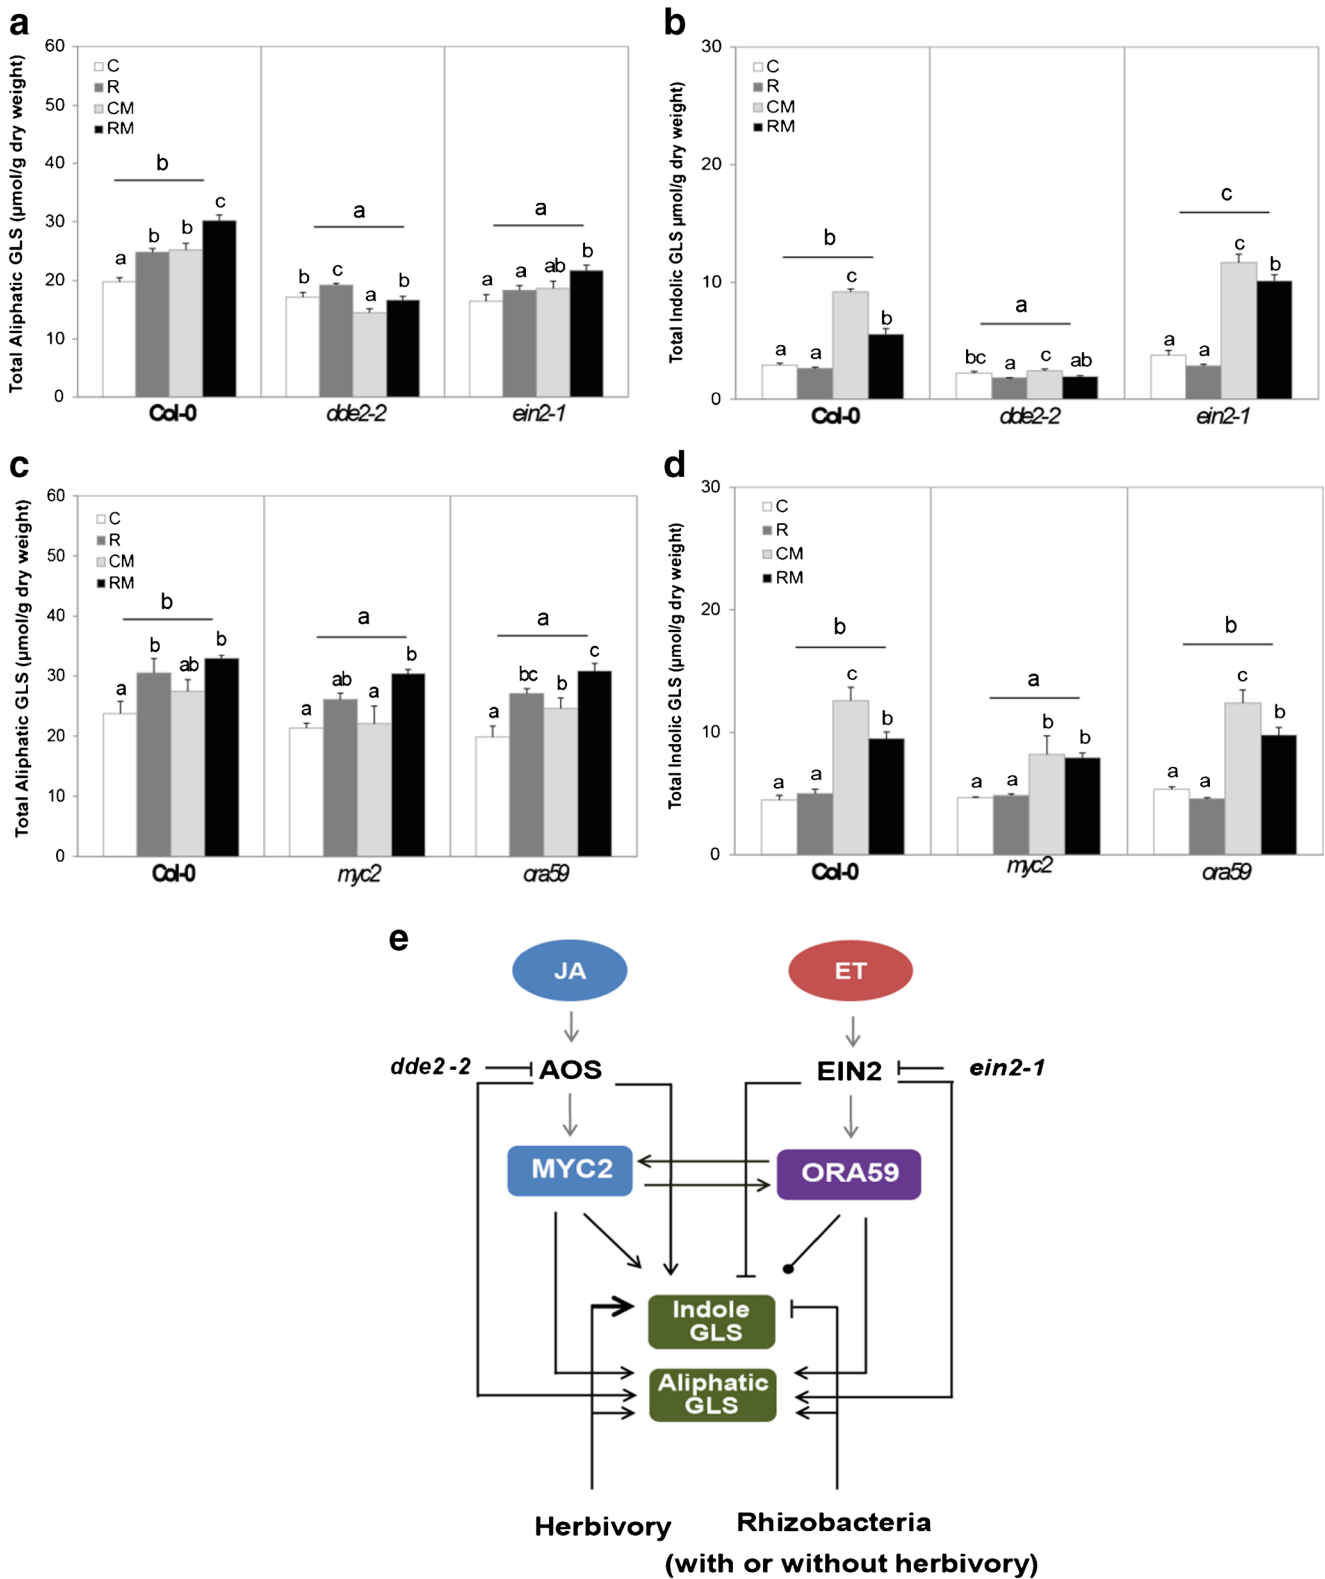 a
Total Aliphatic GLS (µmol/g dry weight)
60
50
40
30
20
10
0
C
R
CM
RM
b
a
b
b
c
a
b
c
a
b
a
a
a
ab
b
Col-0
dde2-2
ein2-1
b
Total Indolic GLS µmol/g dry weight)
30
20
10
0
C
R
CM
RM
b
a
a
c
b
a
bc
a
c
ab
c
a
a
c
b
Col-0
dde2-2
ein2-1
c
Total Aliphatic GLS (µmol/g dry weight)
60
50
40
30
20
10
0
C
R
CM
RM
b
a
b
ab
b
a
a
ab
a
b
a
a
bc
b
c
Col-0
myc2
ora59
d
Total Indolic GLS (µmol/g dry weight)
30
20
10
0
C
R
CM
RM
b
a
a
c
b
a
a
a
b
b
b
a
a
c
b
Col-0
myc2
ora59
e
JA
ET
dde2-2
AOS
EIN2
ein2-1
MYC2
ORA59
Indole
GLS
Aliphatic
GLS
Herbivory
Rhizobacteria
(with or without herbivory)